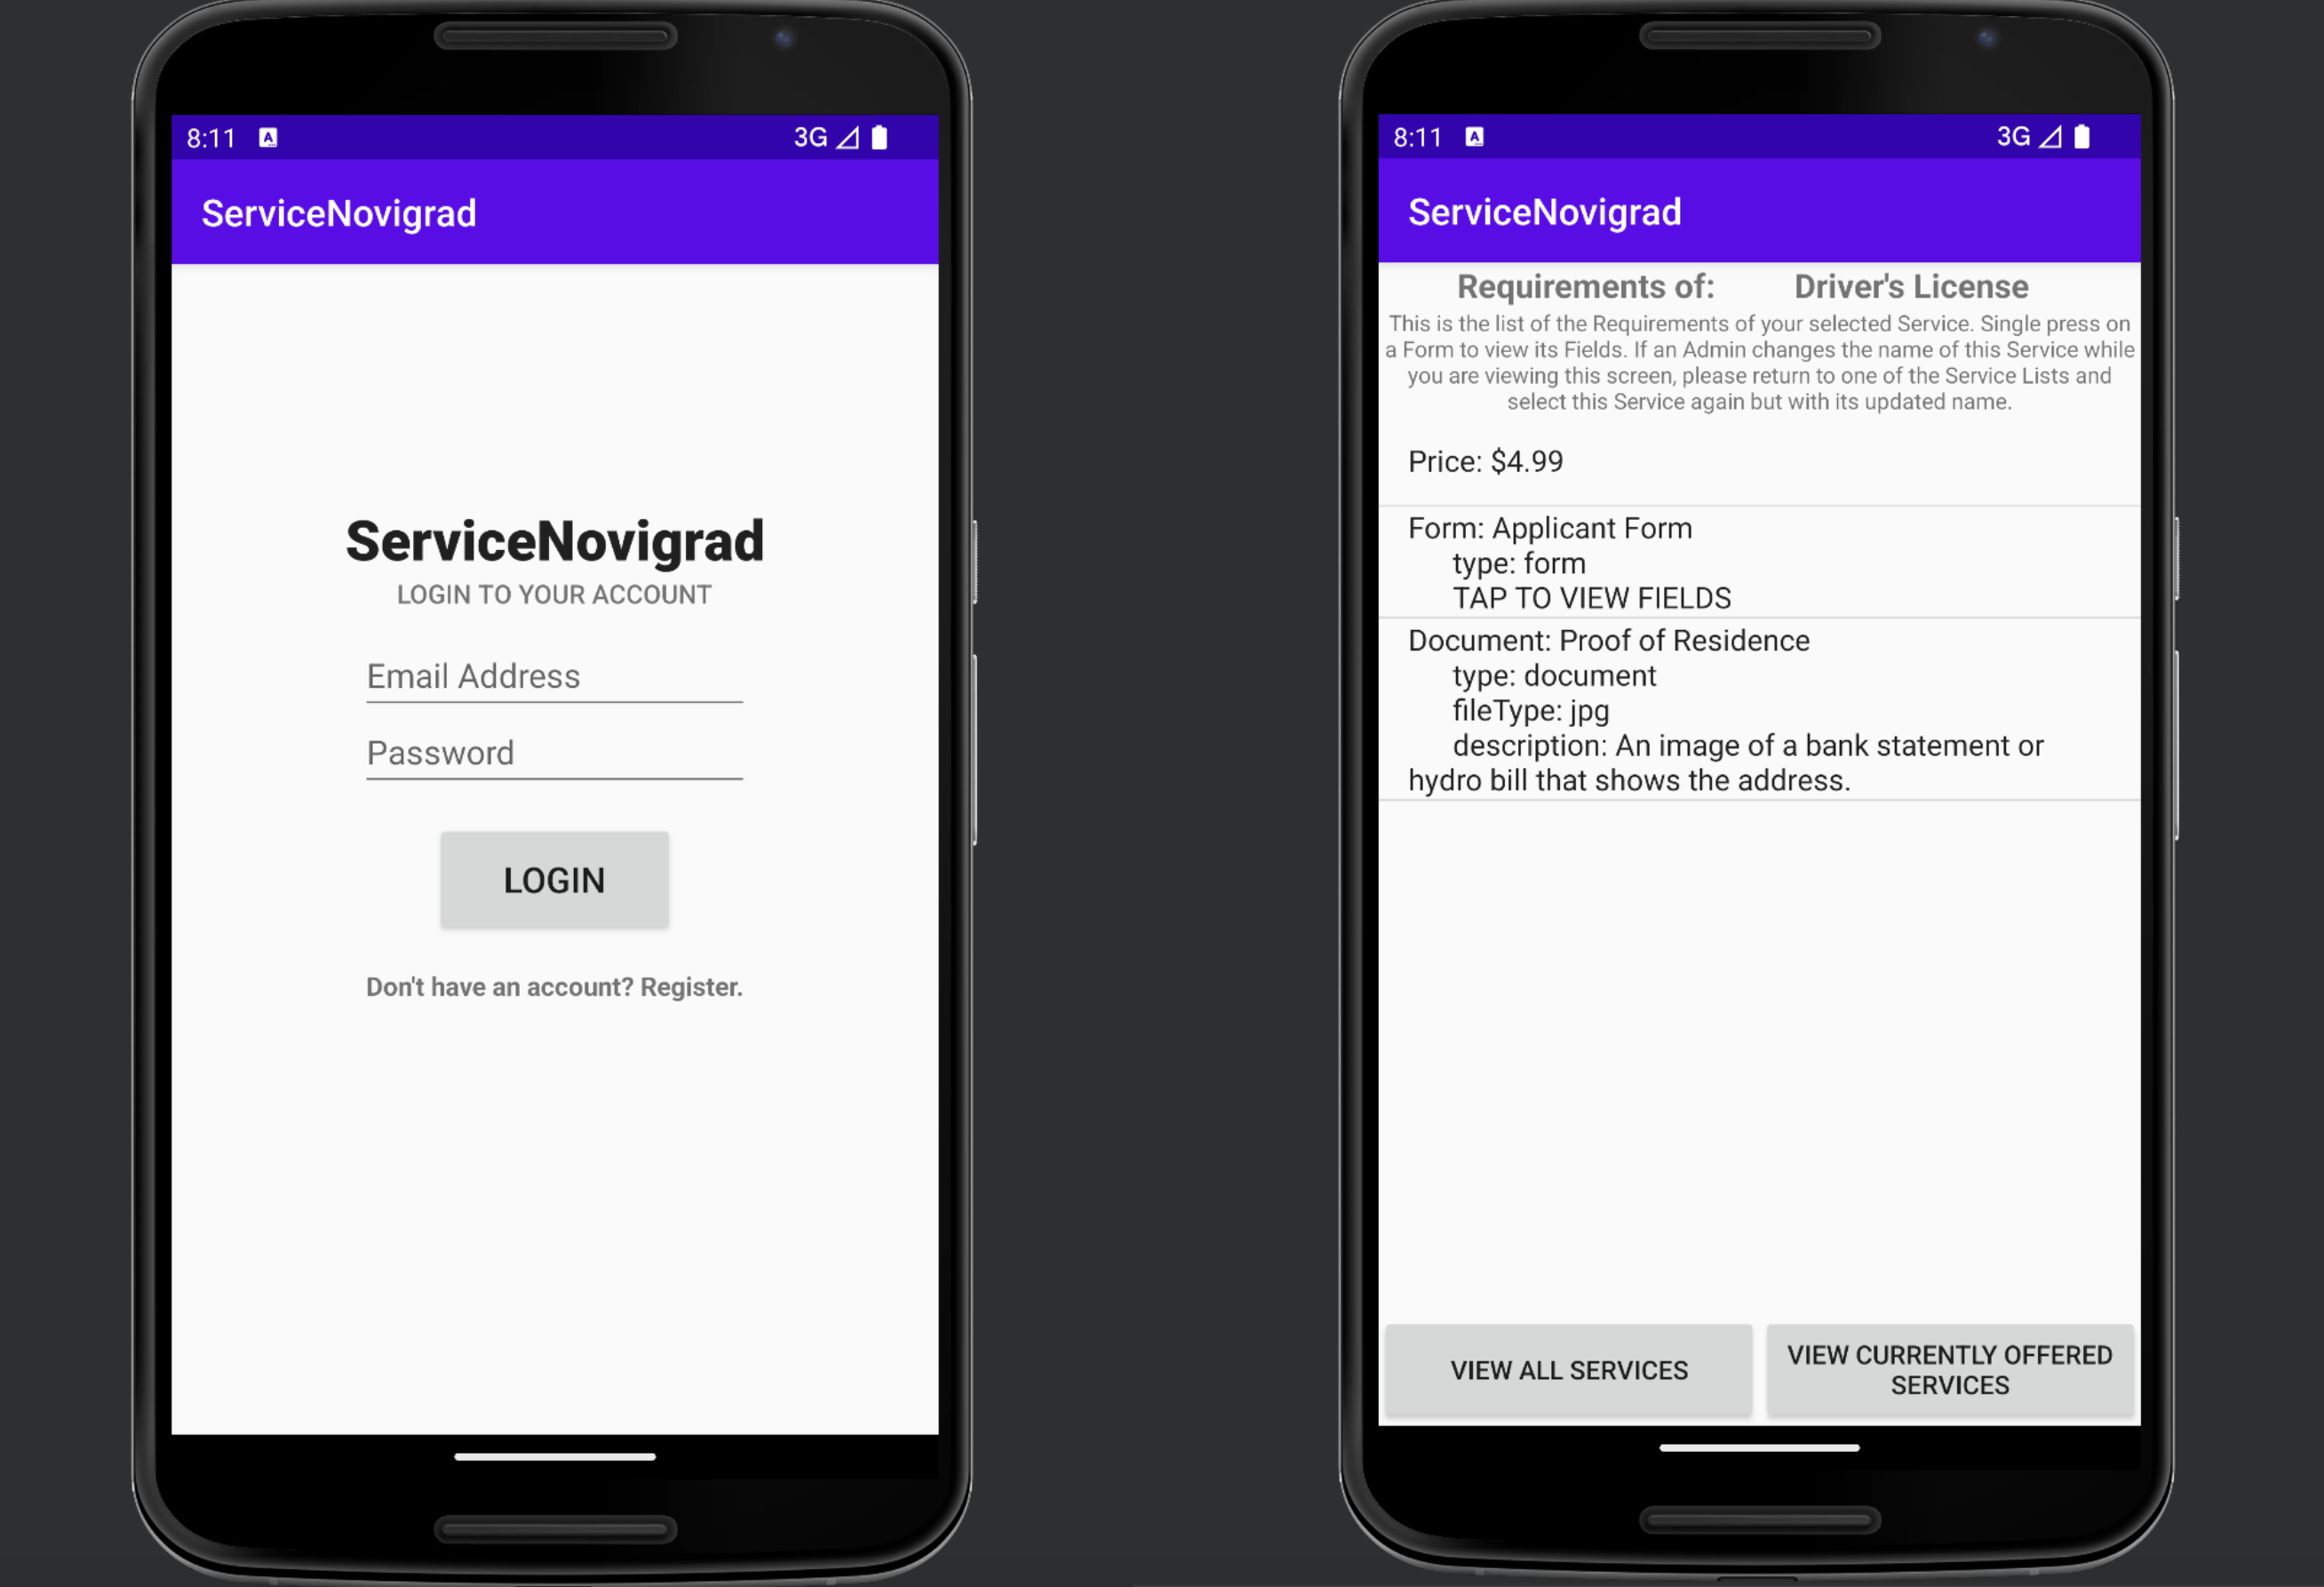 8:11
3G
ServiceNovigrad
ServiceNovigrad
LOGIN TO YOUR ACCOUNT
Email Address
Password
LOGIN
Don't have an account? Register.
8:11
3G
ServiceNovigrad
Requirements of: Driver's License
This is the list of the Requirements of your selected Service. Single press on
a Form to view its Fields. If an Admin changes the name of this Service while
you are viewing this screen, please return to one of the Service Lists and
select this Service again but with its updated name.
Price: $4.99
Form: Applicant Form
type: form
TAP TO VIEW FIELDS
Document: Proof of Residence
type: document
fileType: jpg
description: An image of a bank statement or
hydro bill that shows the address.
VIEW ALL SERVICES
VIEW CURRENTLY OFFERED
SERVICES